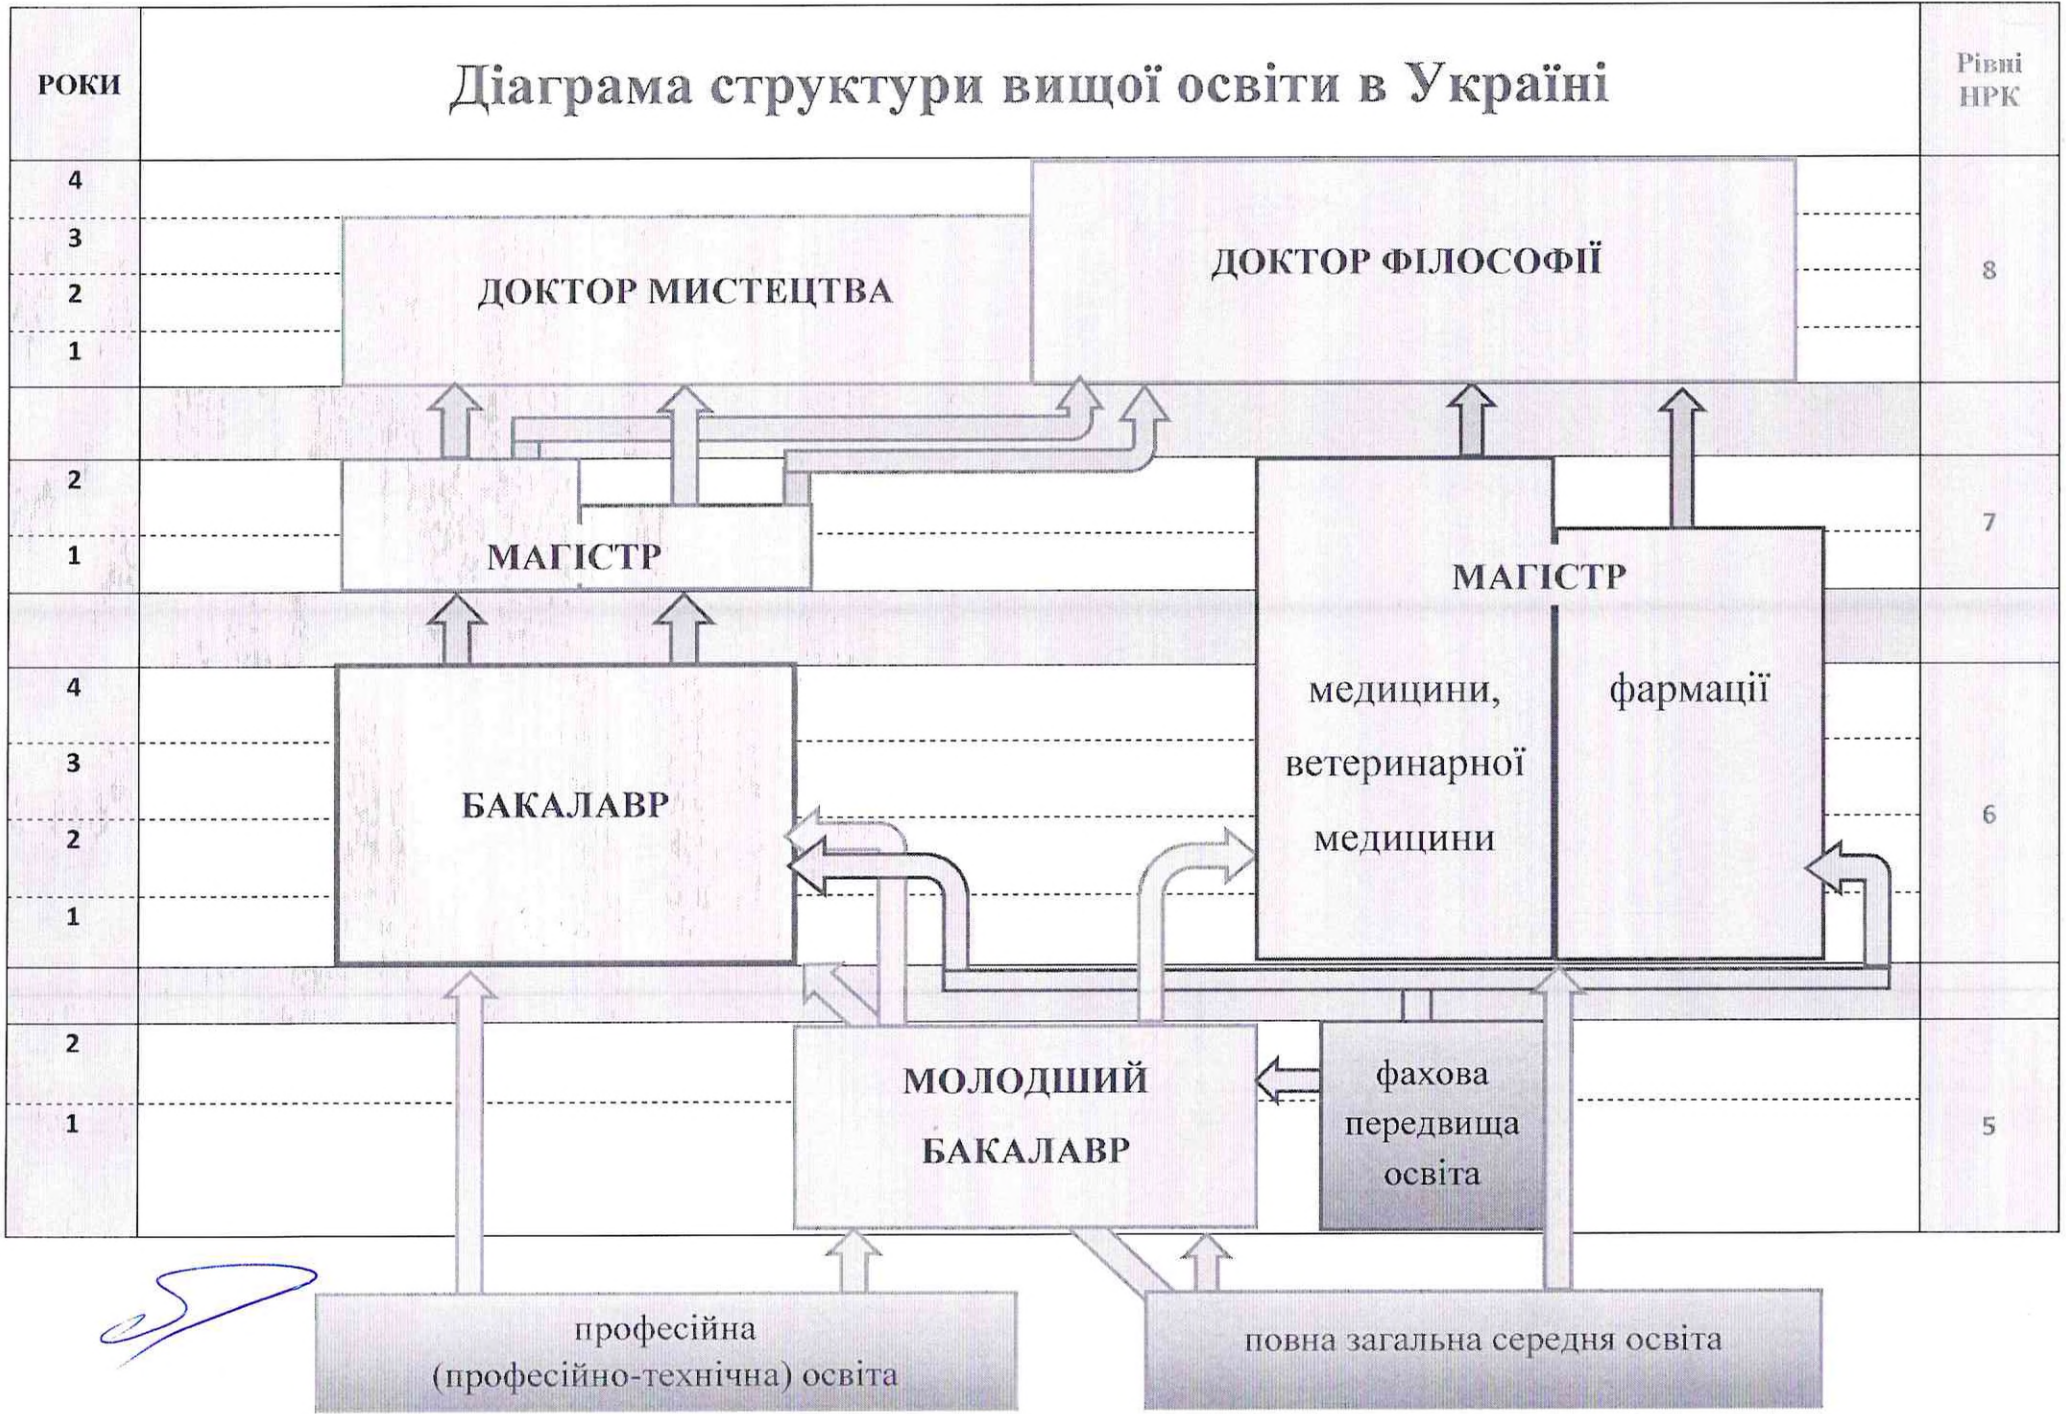 РОКИ
Діаграма структури вищої освіти в Україні
Рівні
НРК
4
3
2
1
ДОКТОР МИСТЕЦТВА
ДОКТОР ФІЛОСОФІЇ
8
2
1
МАГІСТР
МАГІСТР
7
4
3
2
1
БАКАЛАВР
медицини,
ветеринарної
медицини
фармації
6
2
1
МОЛОДШИЙ
БАКАЛАВР
фахова
передвища
освіта
5
професійна
(професійно-технічна) освіта
повна загальна середня освіта